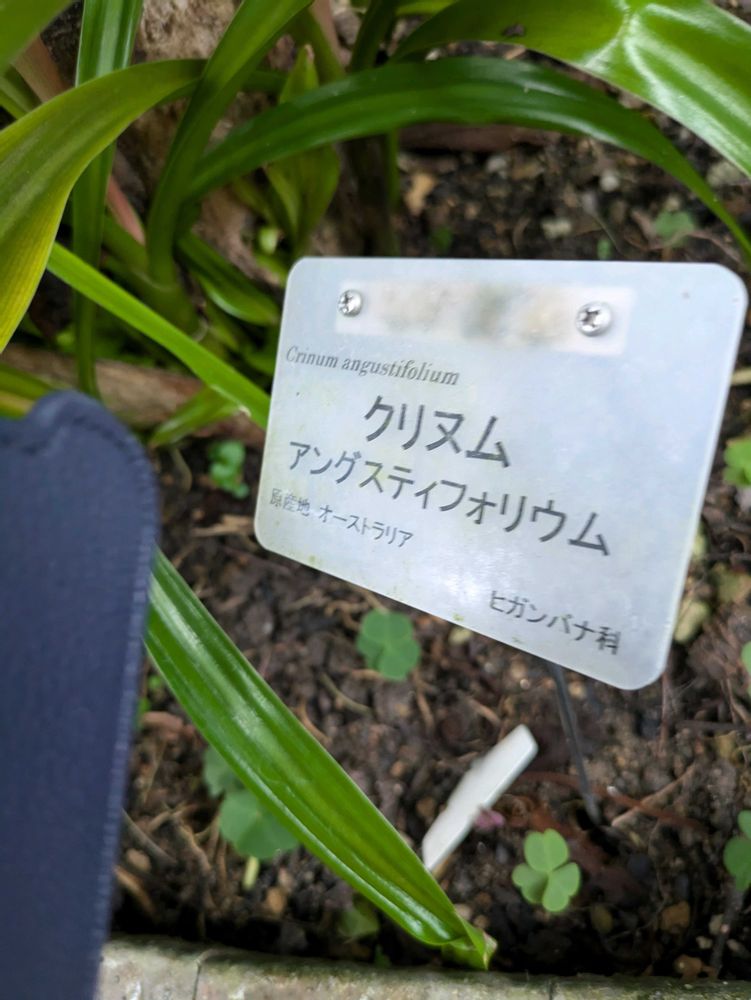 Crinum angustifolium
クリヌム
アングスティフォリウム
原産地 オーストラリア
ヒガンバナ科